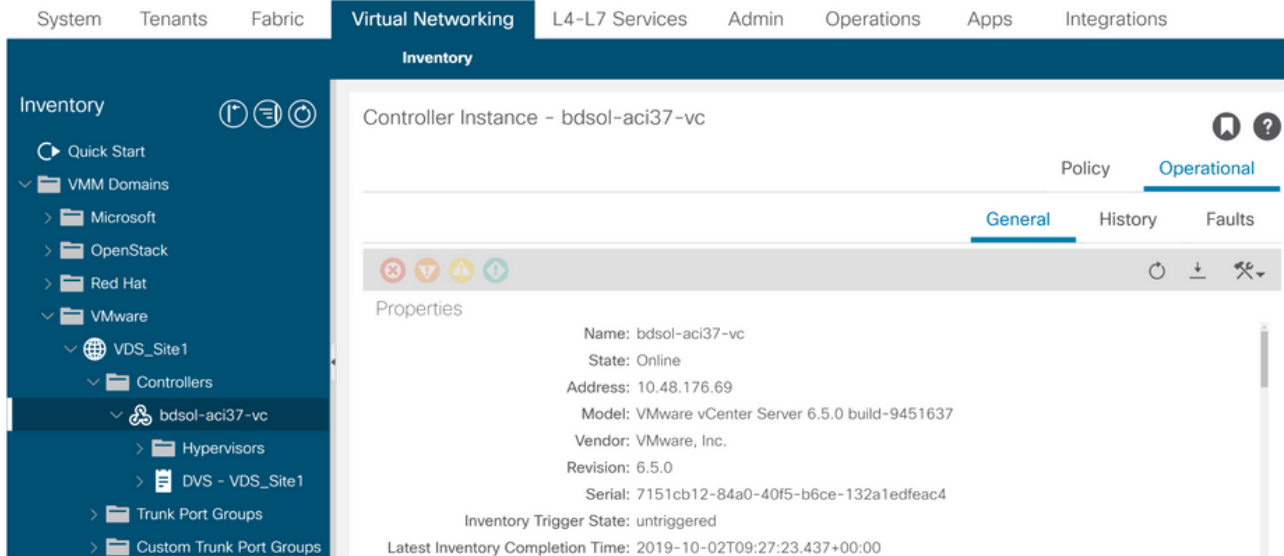 System Tenants Fabric Virtual Networking L4-L7 Services Admin Operations Apps Integrations
Inventory
Inventory
Quick Start
VMM Domains
Microsoft
OpenStack
Red Hat
VMware
VDS_Site1
Controllers
bdsol-aci37-vc
Hypervisors
DVS - VDS_Site1
Trunk Port Groups
Custom Trunk Port Groups
Controller Instance - bdsol-aci37-vc
Policy Operational
General History Faults
Properties
Name: bdsol-aci37-vc
State: Online
Address: 10.48.176.69
Model: VMware vCenter Server 6.5.0 build-9451637
Vendor: VMware, Inc.
Revision: 6.5.0
Serial: 7151cb12-84a0-40f5-b6ce-132a1edfeac4
Inventory Trigger State: untriggered
Latest Inventory Completion Time: 2019-10-02T09:27:23.437+00:00